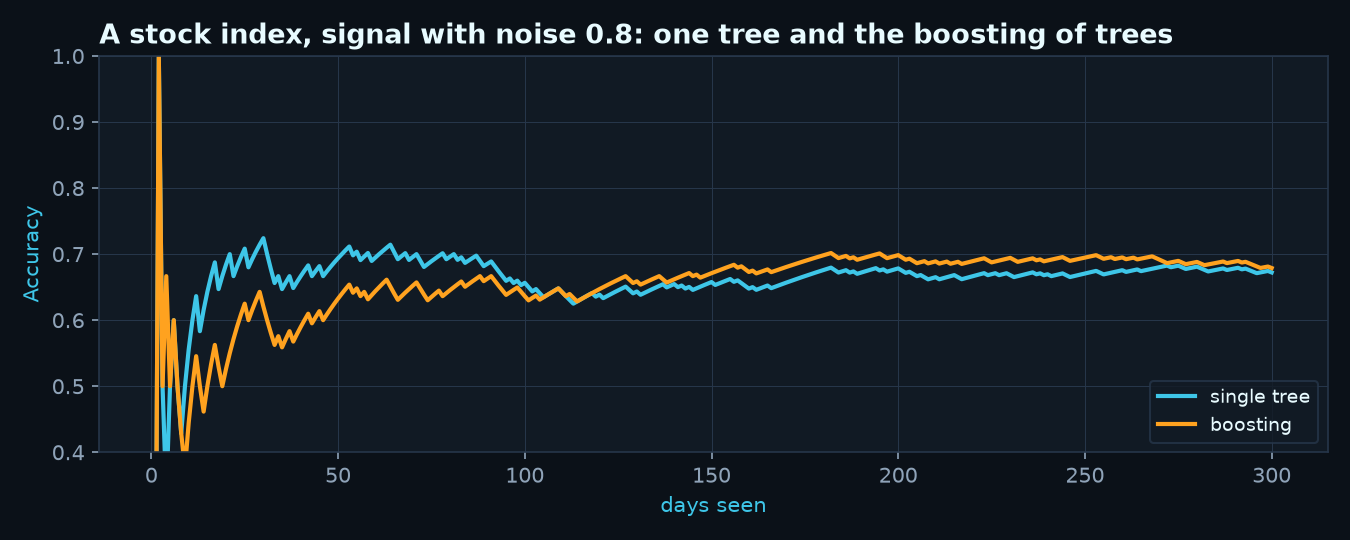 A stock index, signal with noise 0.8: one tree and the boosting of trees
1.0
0.9
0.8
0.7
0.6
0.5
0.4
Accuracy
0
50
100
150
200
250
300
days seen
single tree
boosting